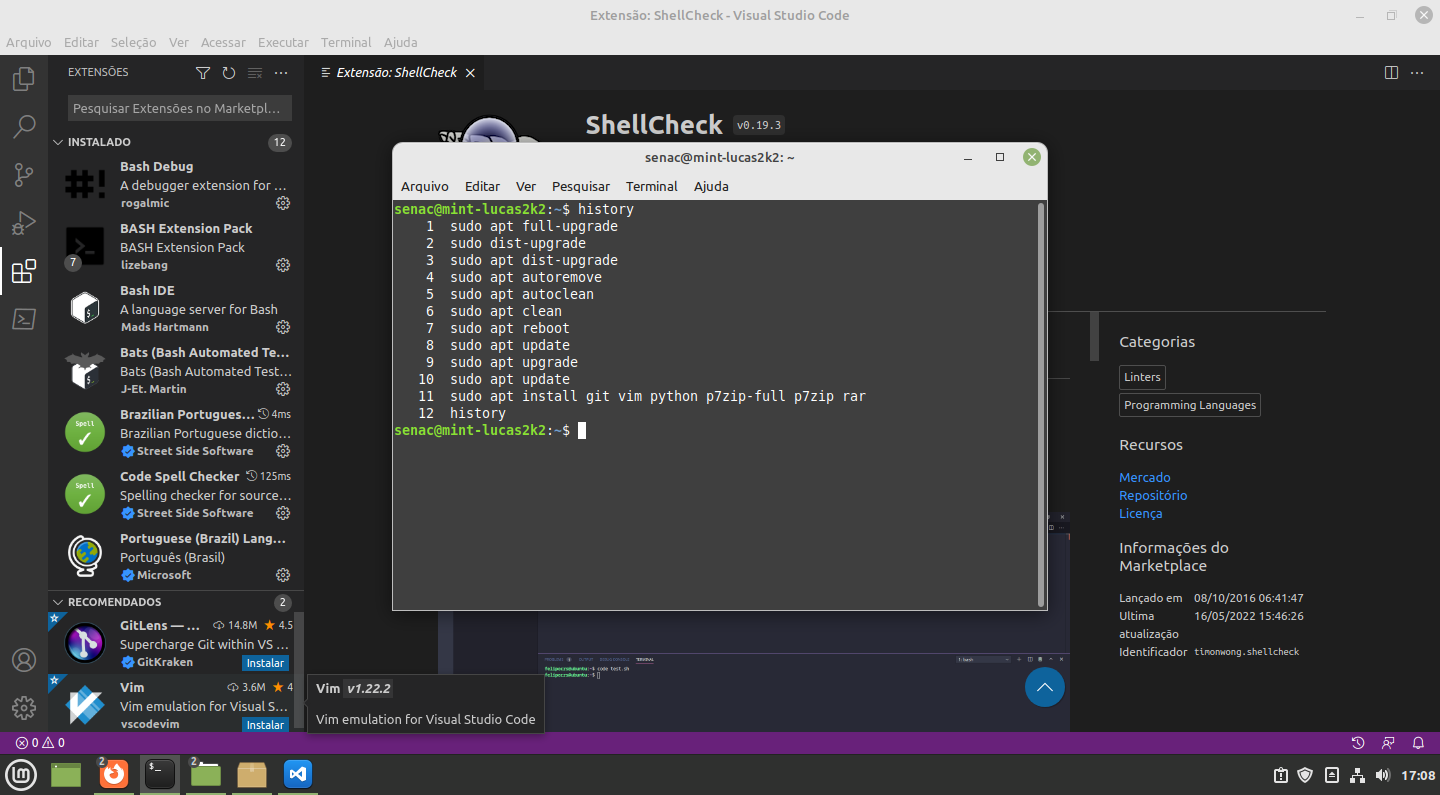 Extensão: ShellCheck - Visual Studio Code
Arquivo Editar Seleção Ver Acessar Executar Terminal Ajuda
EXTENSÕES
Pesquisar Extensões no Marketpl...
INSTALADO 12
Bash Debug
A debugger extension for ...
rogalmic
BASH Extension Pack
BASH Extension Pack
lizebang
7
Bash IDE
A language server for Bash
Mads Hartmann
Bats (Bash Automated Te...
Bats (Bash Automated Test...
J-Et. Martin
Brazilian Portugues... 4ms
Brazilian Portuguese dictio...
Street Side Software
Spell
Code Spell Checker 125ms
Spelling checker for source...
Street Side Software
Spell
Portuguese (Brazil) Lang...
Português (Brasil)
Microsoft
RECOMENDADOS 2
GitLens — ... 14.8M 4.5
Supercharge Git within VS ...
GitKraken Instalar
Vim 3.6M 4
Vim emulation for Visual S...
vscodevim Instalar
Extensão: ShellCheck
ShellCheck v0.19.3
senac@mint-lucas2k2: ~
Arquivo Editar Ver Pesquisar Terminal Ajuda
senac@mint-lucas2k2:~$ history
1 sudo apt full-upgrade
2 sudo dist-upgrade
3 sudo apt dist-upgrade
4 sudo apt autoremove
5 sudo apt autoclean
6 sudo apt clean
7 sudo apt reboot
8 sudo apt update
9 sudo apt upgrade
10 sudo apt update
11 sudo apt install git vim python p7zip-full p7zip rar
12 history
senac@mint-lucas2k2:~$
Categorias
Linters
Programming Languages
Recursos
Mercado
Repositório
Licença
Informações do
Marketplace
Lançado em 08/10/2016 06:41:47
Ultima 16/05/2022 15:46:26
atualização
Identificador timonwong.shellcheck
TERMINAL 1: bash
code test.sh
Vim v1.22.2
Vim emulation for Visual Studio Code
0 0
2 2
17:08